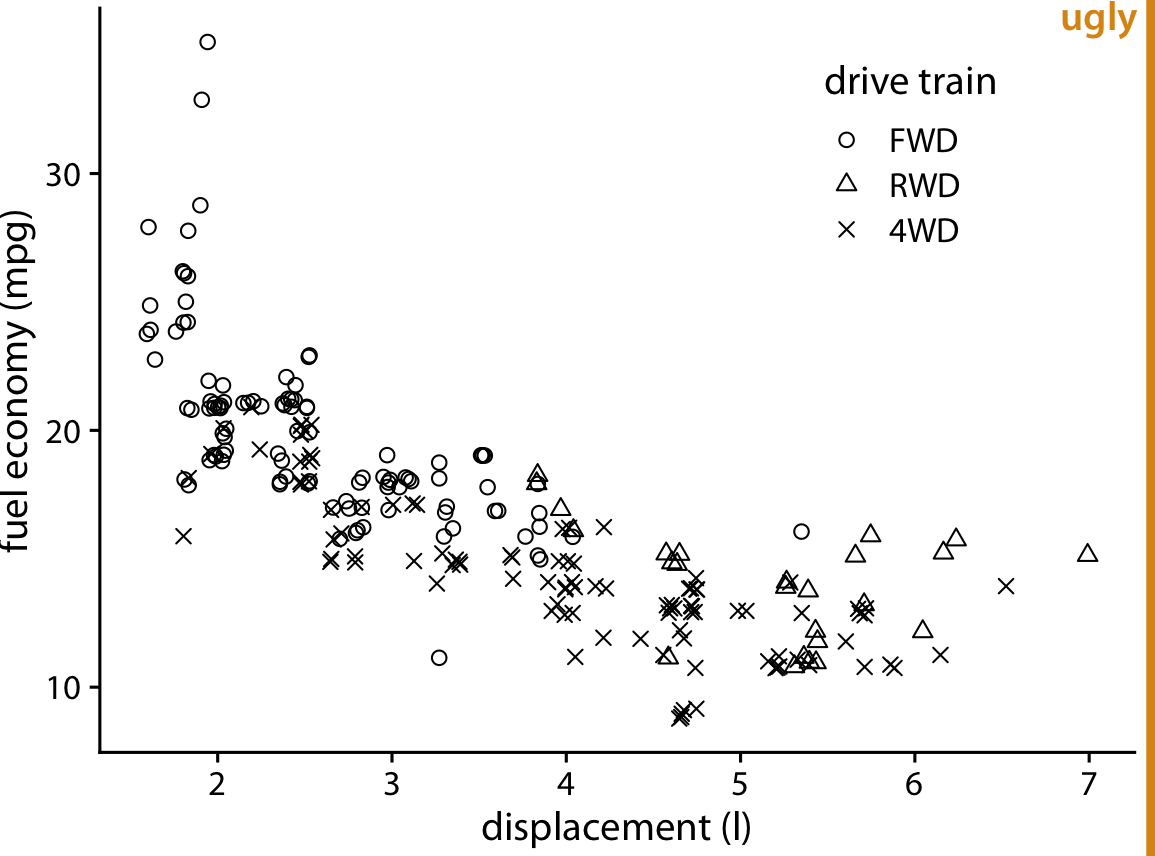 ugly
drive train
FWD
RWD
4WD
fuel economy (mpg)
30
20
10
2 3 4 5 6 7
displacement (l)